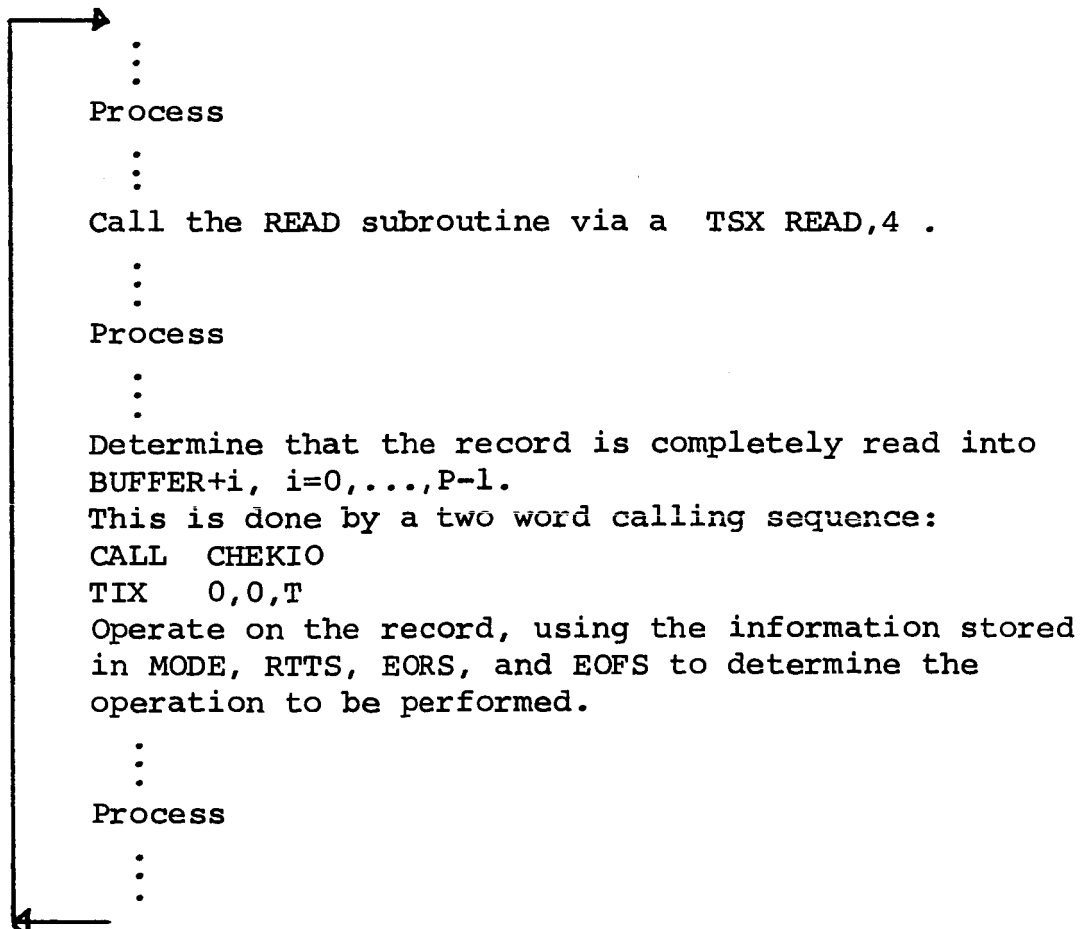 Process
Call the READ subroutine via a TSX READ,4 .
Process
Determine that the record is completely read into
BUFFER+i, i=0,...,P-1.
This is done by a two word calling sequence:
CALL CHEKIO
TIX 0,0,T
Operate on the record, using the information stored
in MODE, RTTS, EORS, and EOFS to determine the
operation to be performed.
Process